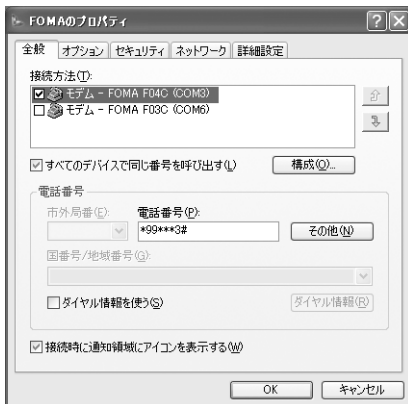 FOMAのプロパティ
全般 オプション セキュリティ ネットワーク 詳細設定
接続方法(T):
モデム - FOMA F04C (COM3)
モデム - FOMA F03C (COM6)
すべてのデバイスで同じ番号を呼び出す(L) 構成(O)...
電話番号
市外局番(E): 電話番号(P):
*99***3# その他(N)
国番号/地域番号(G):
ダイヤル情報を使う(S) ダイヤル情報(R)
接続時に通知領域にアイコンを表示する(W)
OK キャンセル